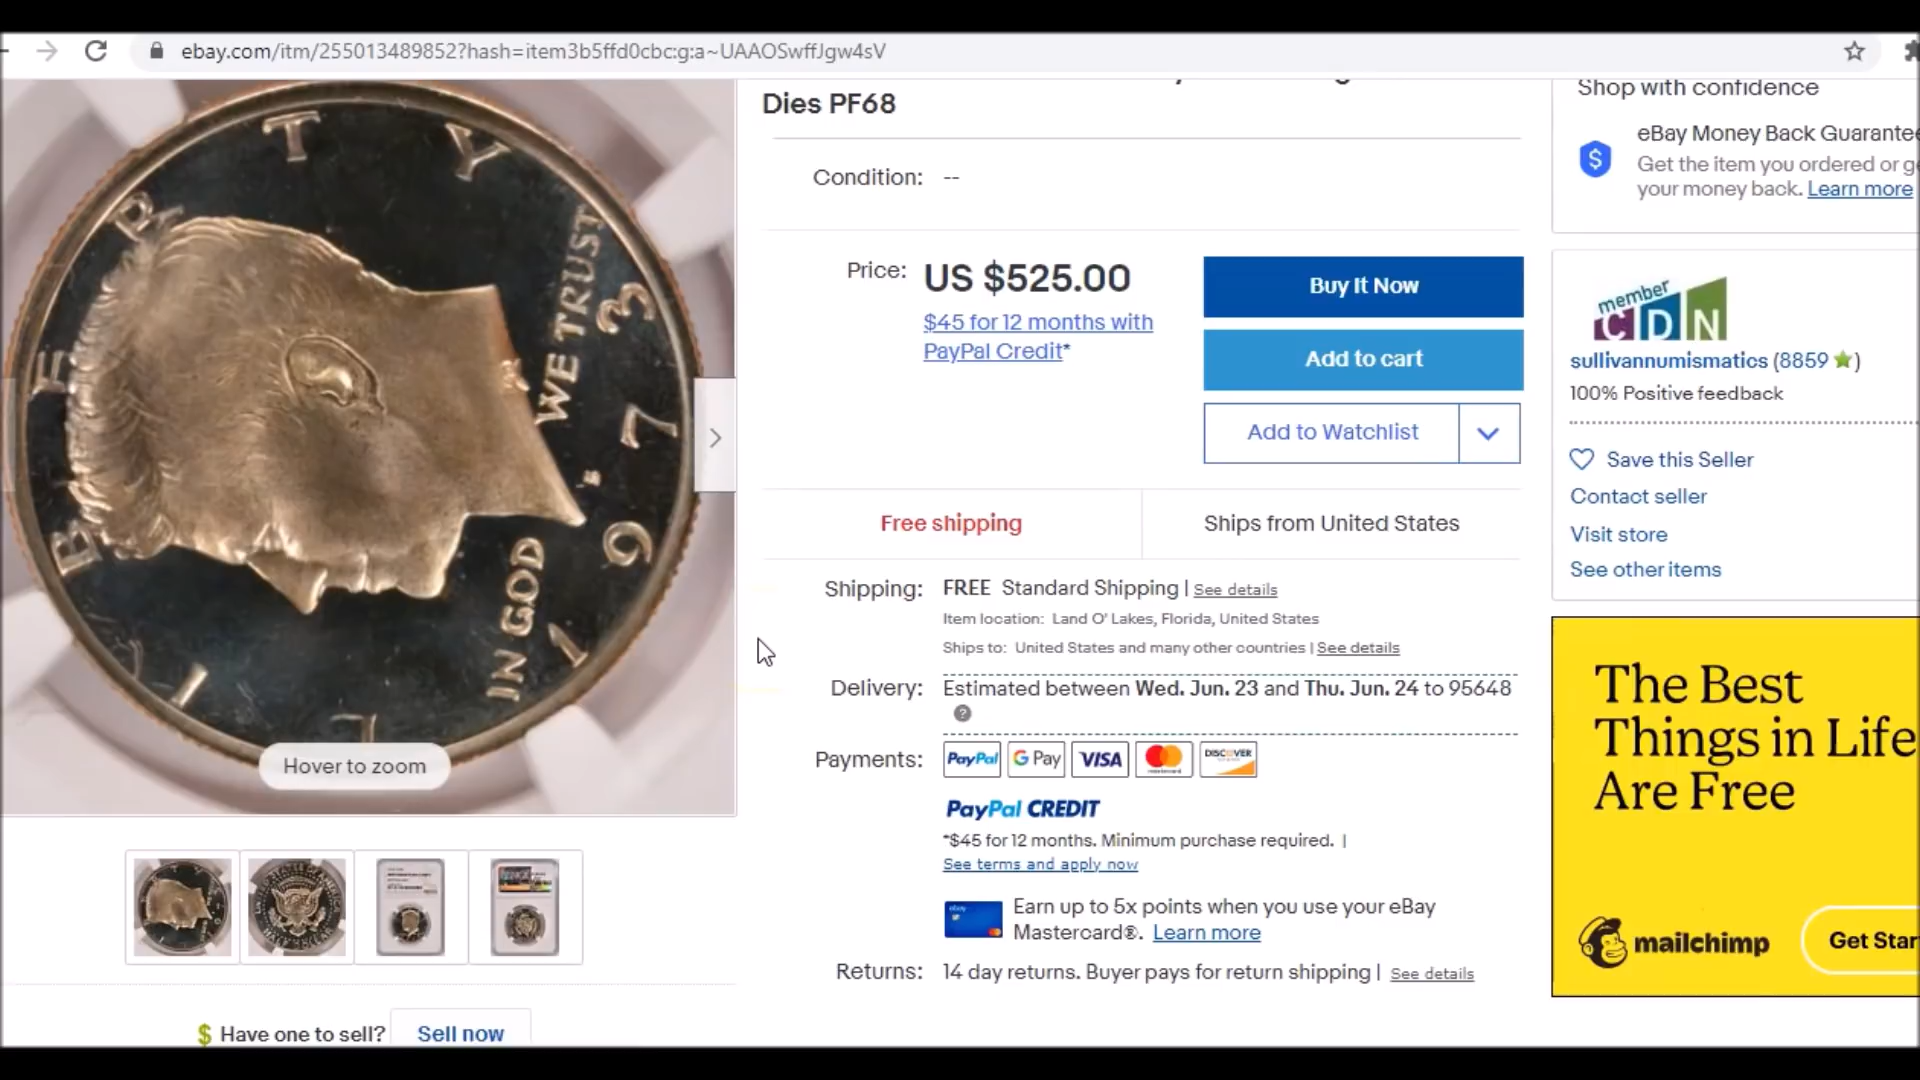 ebay.com/itm/255013489852?hash=item3b5ffd0cbc:g:a~UAAOSwffJgw4sV
Dies PF68
Condition: --
Price: US $525.00
$45 for 12 months with
PayPal Credit*
Buy It Now
Add to cart
Add to Watchlist
Free shipping
Ships from United States
Shipping: FREE Standard Shipping | See details
Item location: Land O' Lakes, Florida, United States
Ships to: United States and many other countries | See details
Delivery: Estimated between Wed. Jun. 23 and Thu. Jun. 24 to 95648
?
Payments: PayPal G Pay VISA mastercard DISCOVER
PayPal CREDIT
*$45 for 12 months. Minimum purchase required. |
See terms and apply now
ebay
Earn up to 5x points when you use your eBay
Mastercard®. Learn more
Returns: 14 day returns. Buyer pays for return shipping | See details
LIBERTY
IN GOD WE TRUST
1973
Hover to zoom
$ Have one to sell? Sell now
Shop with confidence
$
eBay Money Back Guarantee
Get the item you ordered or g
your money back. Learn more
member
CDN
sullivannumismatics (8859)
100% Positive feedback
Save this Seller
Contact seller
Visit store
See other items
The Best
Things in Life
Are Free
mailchimp
Get Star